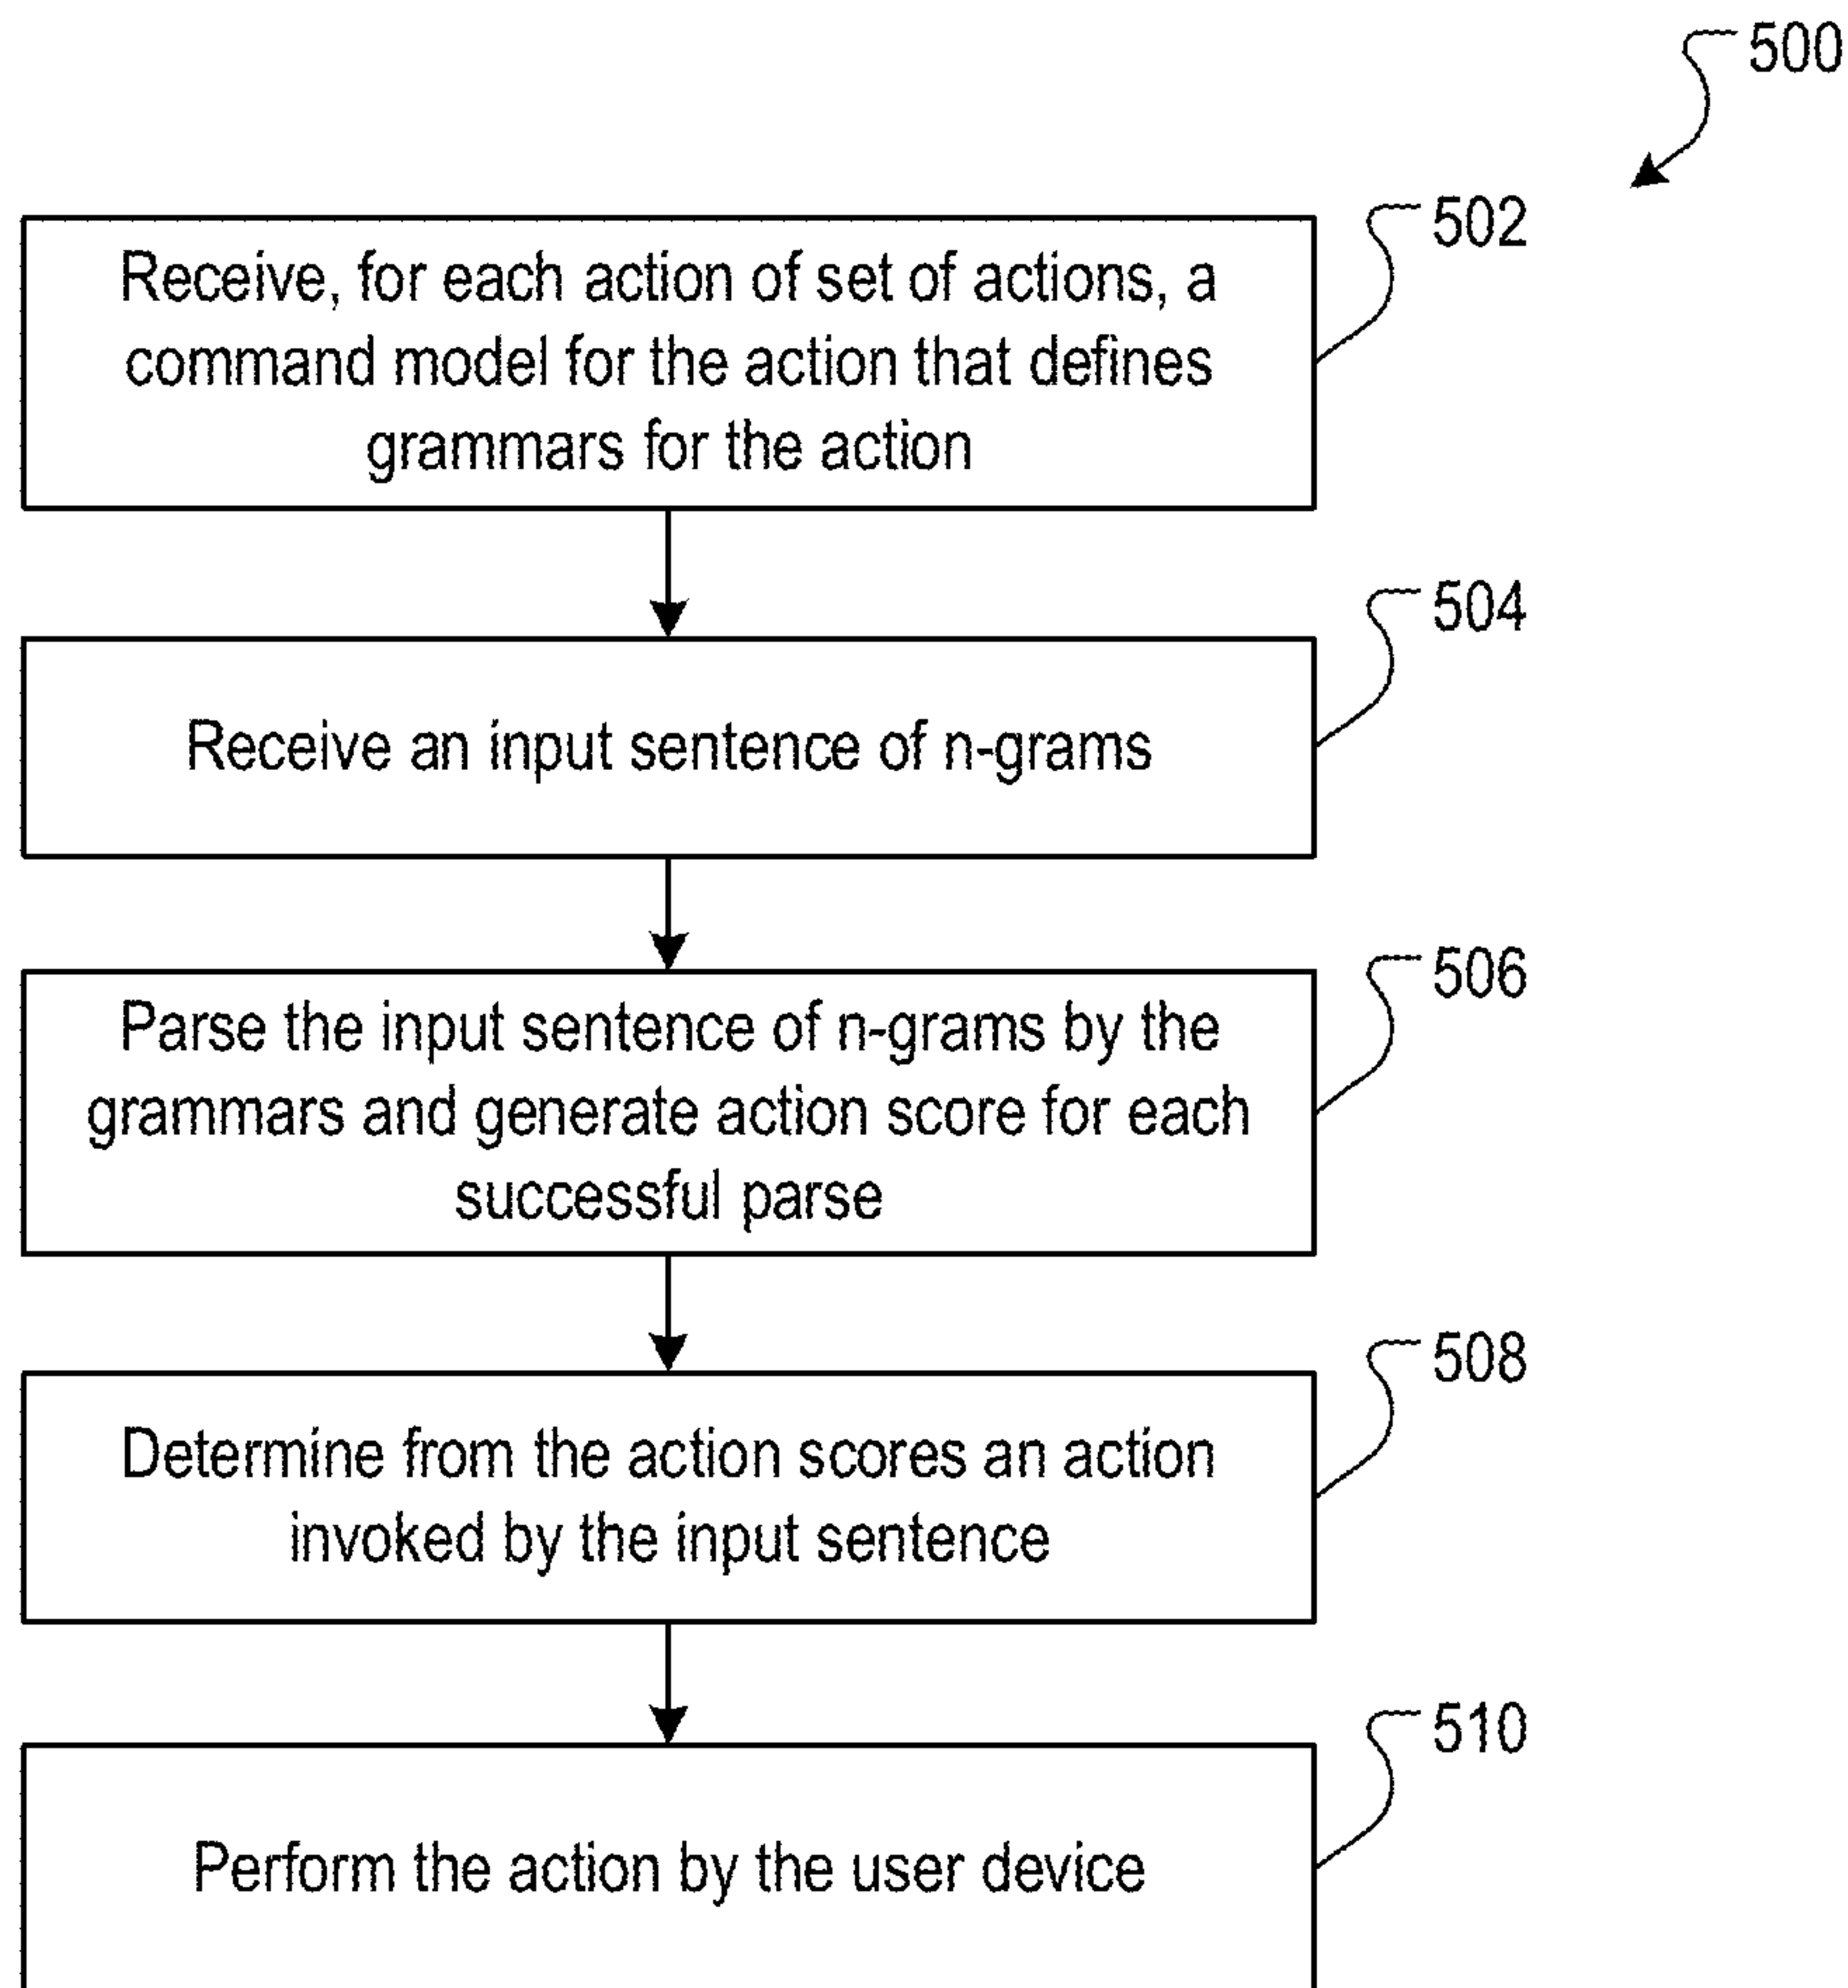 500
502
Receive, for each action of set of actions, a
command model for the action that defines
grammars for the action
504
Receive an input sentence of n-grams
506
Parse the input sentence of n-grams by the
grammars and generate action score for each
successful parse
508
Determine from the action scores an action
invoked by the input sentence
510
Perform the action by the user device